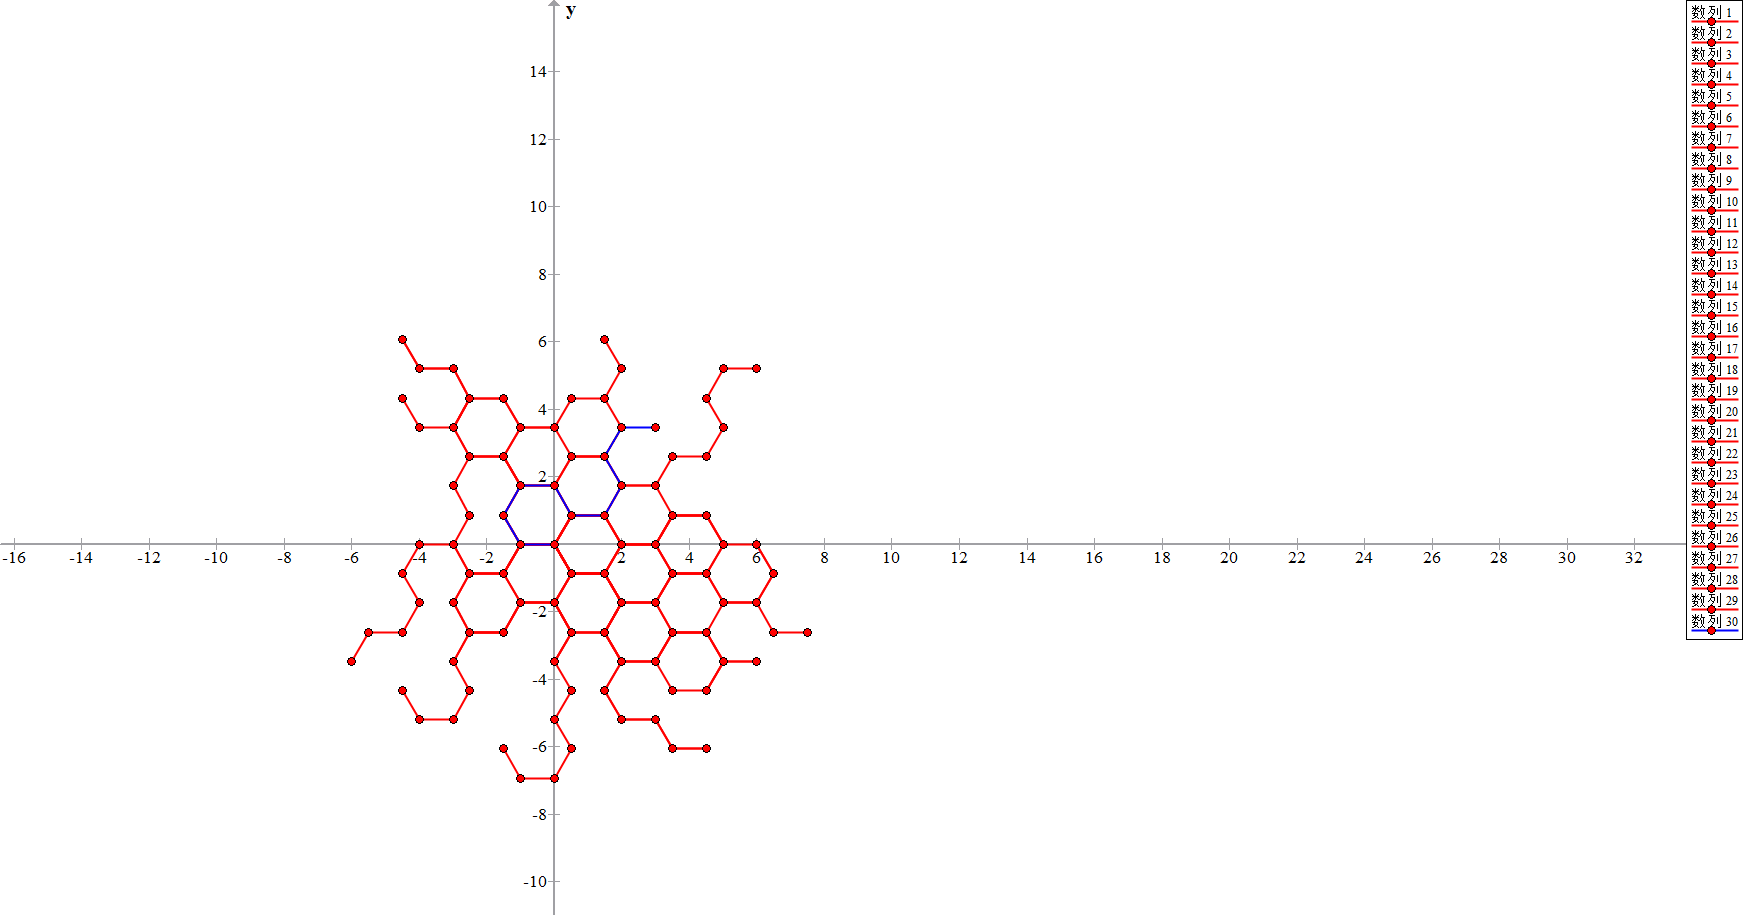 y
14
12
10
8
6
4
2
-16 -14 -12 -10 -8 -6 -4 -2 2 4 6 8 10 12 14 16 18 20 22 24 26 28 30 32
-2
-4
-6
-8
-10
数列 1
数列 2
数列 3
数列 4
数列 5
数列 6
数列 7
数列 8
数列 9
数列 10
数列 11
数列 12
数列 13
数列 14
数列 15
数列 16
数列 17
数列 18
数列 19
数列 20
数列 21
数列 22
数列 23
数列 24
数列 25
数列 26
数列 27
数列 28
数列 29
数列 30